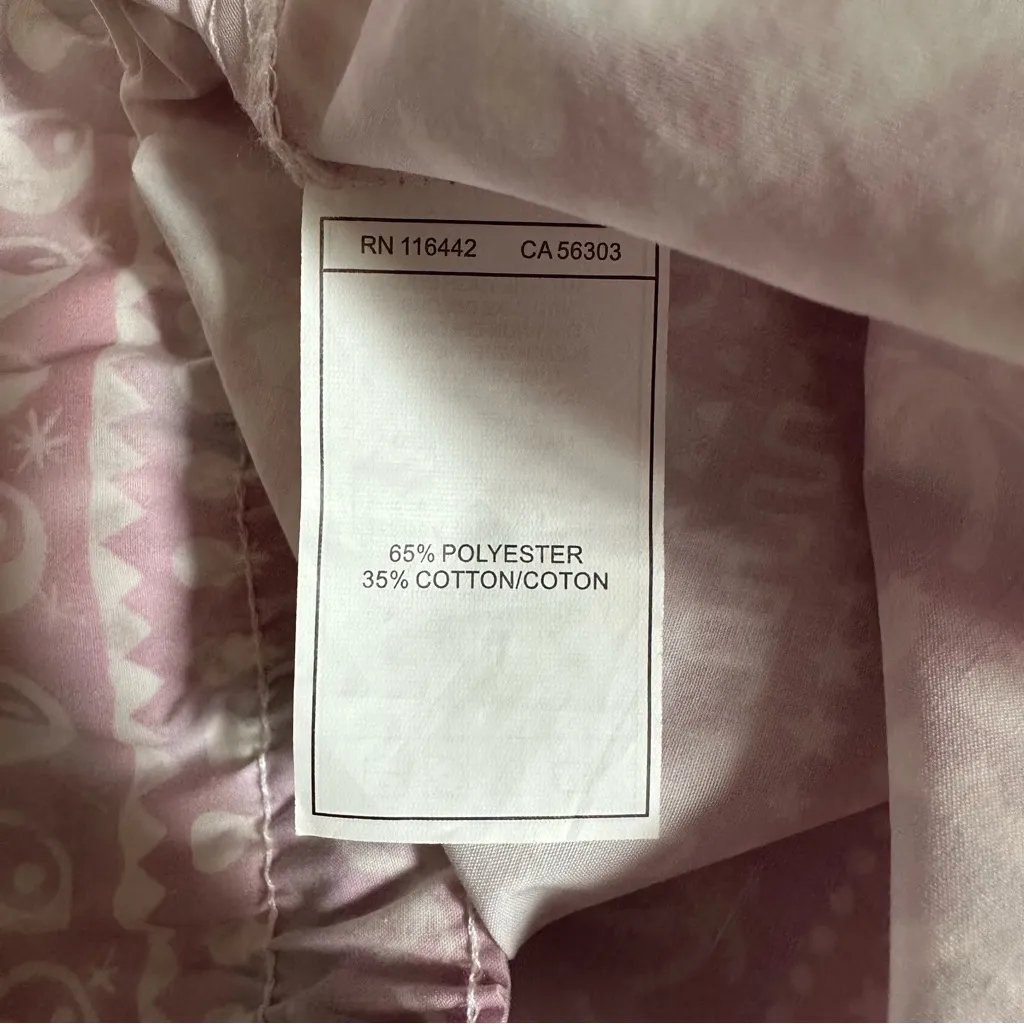 RN 116442 CA 56303
65% POLYESTER
35% COTTON/COTON